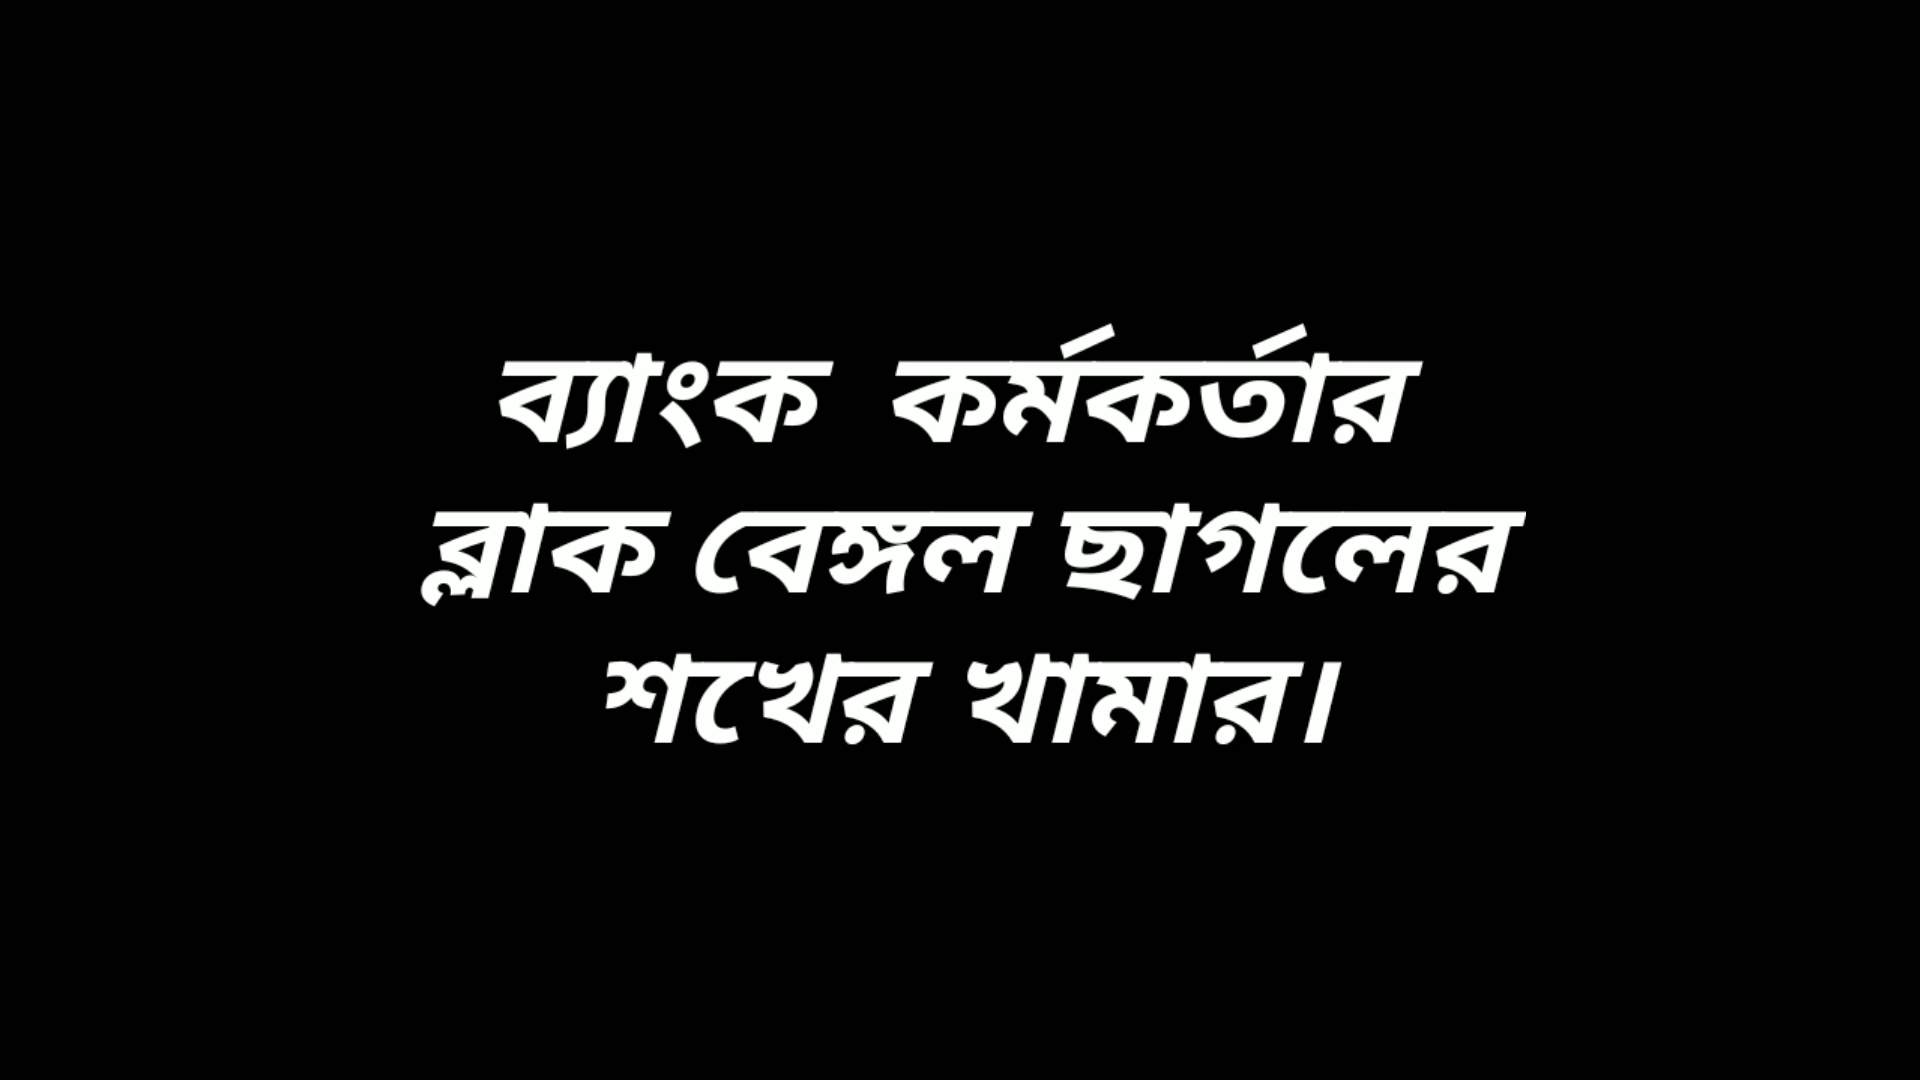 ব্যাংক কর্মকর্তার
ব্লাক বেঙ্গল ছাগলের
শখের খামার।